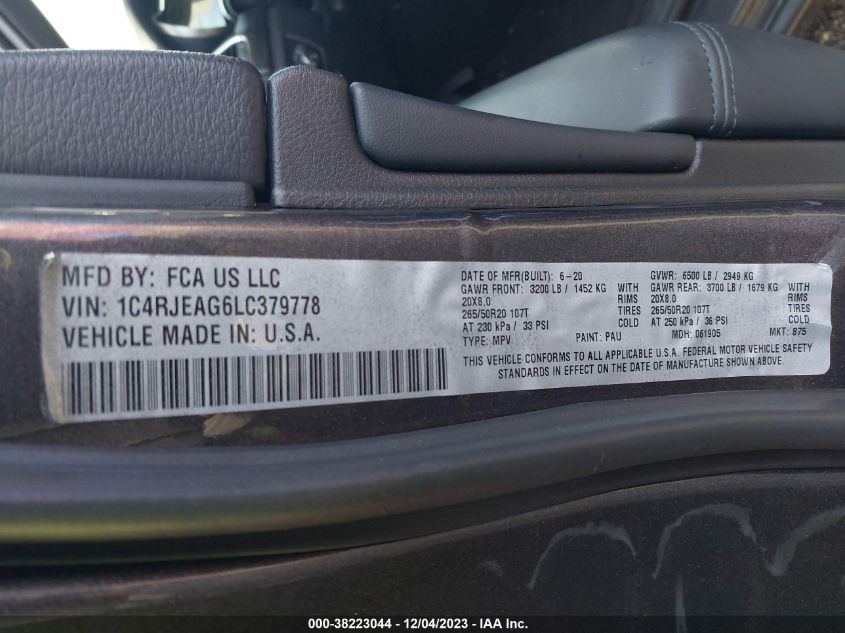 MFD BY: FCA US LLC
VIN: 1C4RJEAG6LC379778
VEHICLE MADE IN: U.S.A.
DATE OF MFR(BUILT): 6-20 GVWR: 6500 LB / 2949 KG
GAWR FRONT: 3200 LB / 1452 KG WITH GAWR REAR: 3700 LB / 1679 KG WITH
20X8.0 RIMS 20X8.0 RIMS
265/50R20 107T TIRES 265/50R20 107T TIRES
AT 230 kPa / 33 PSI COLD AT 250 kPa / 36 PSI COLD
TYPE: MPV PAINT: PAU MDH: 061905 MKT: 875
THIS VEHICLE CONFORMS TO ALL APPLICABLE U.S.A. FEDERAL MOTOR VEHICLE SAFETY
STANDARDS IN EFFECT ON THE DATE OF MANUFACTURE SHOWN ABOVE
000-38223044 - 12/04/2023 - IAA Inc.